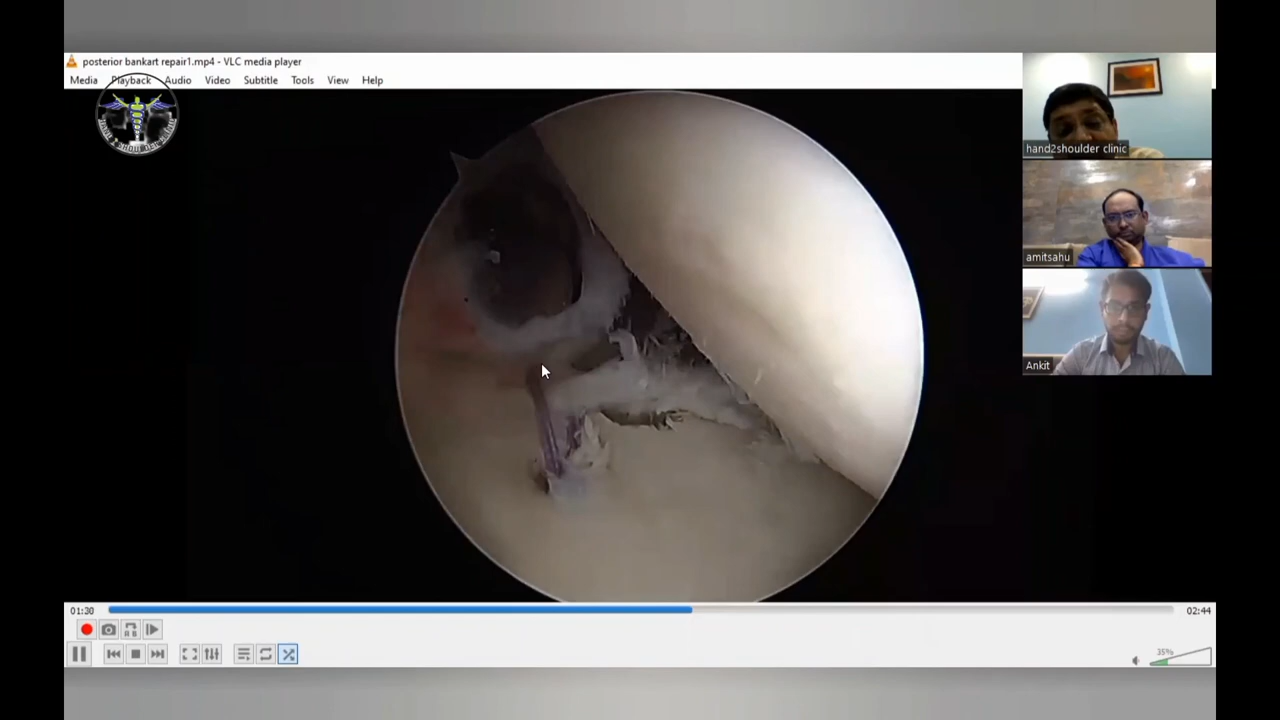 posterior bankart repair1.mp4 - VLC media player
Media Playback Audio Video Subtitle Tools View Help
hand2shoulder clinic
amitsahu
Ankit
01:30
02:44
35%